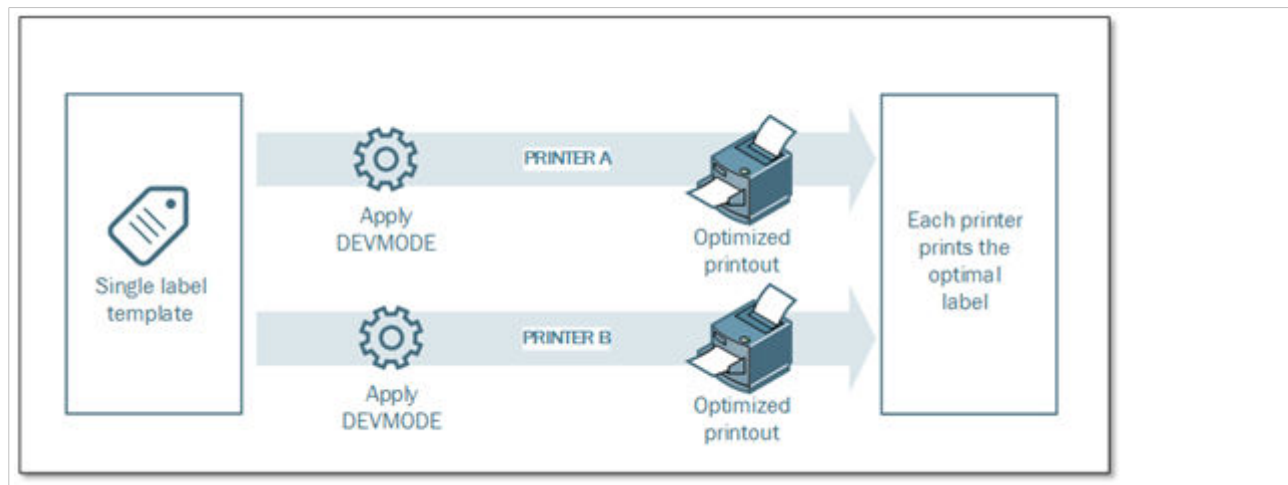 Single label
template
Apply
DEVMODE
PRINTER A
Optimized
printout
Apply
DEVMODE
PRINTER B
Optimized
printout
Each printer
prints the
optimal
label